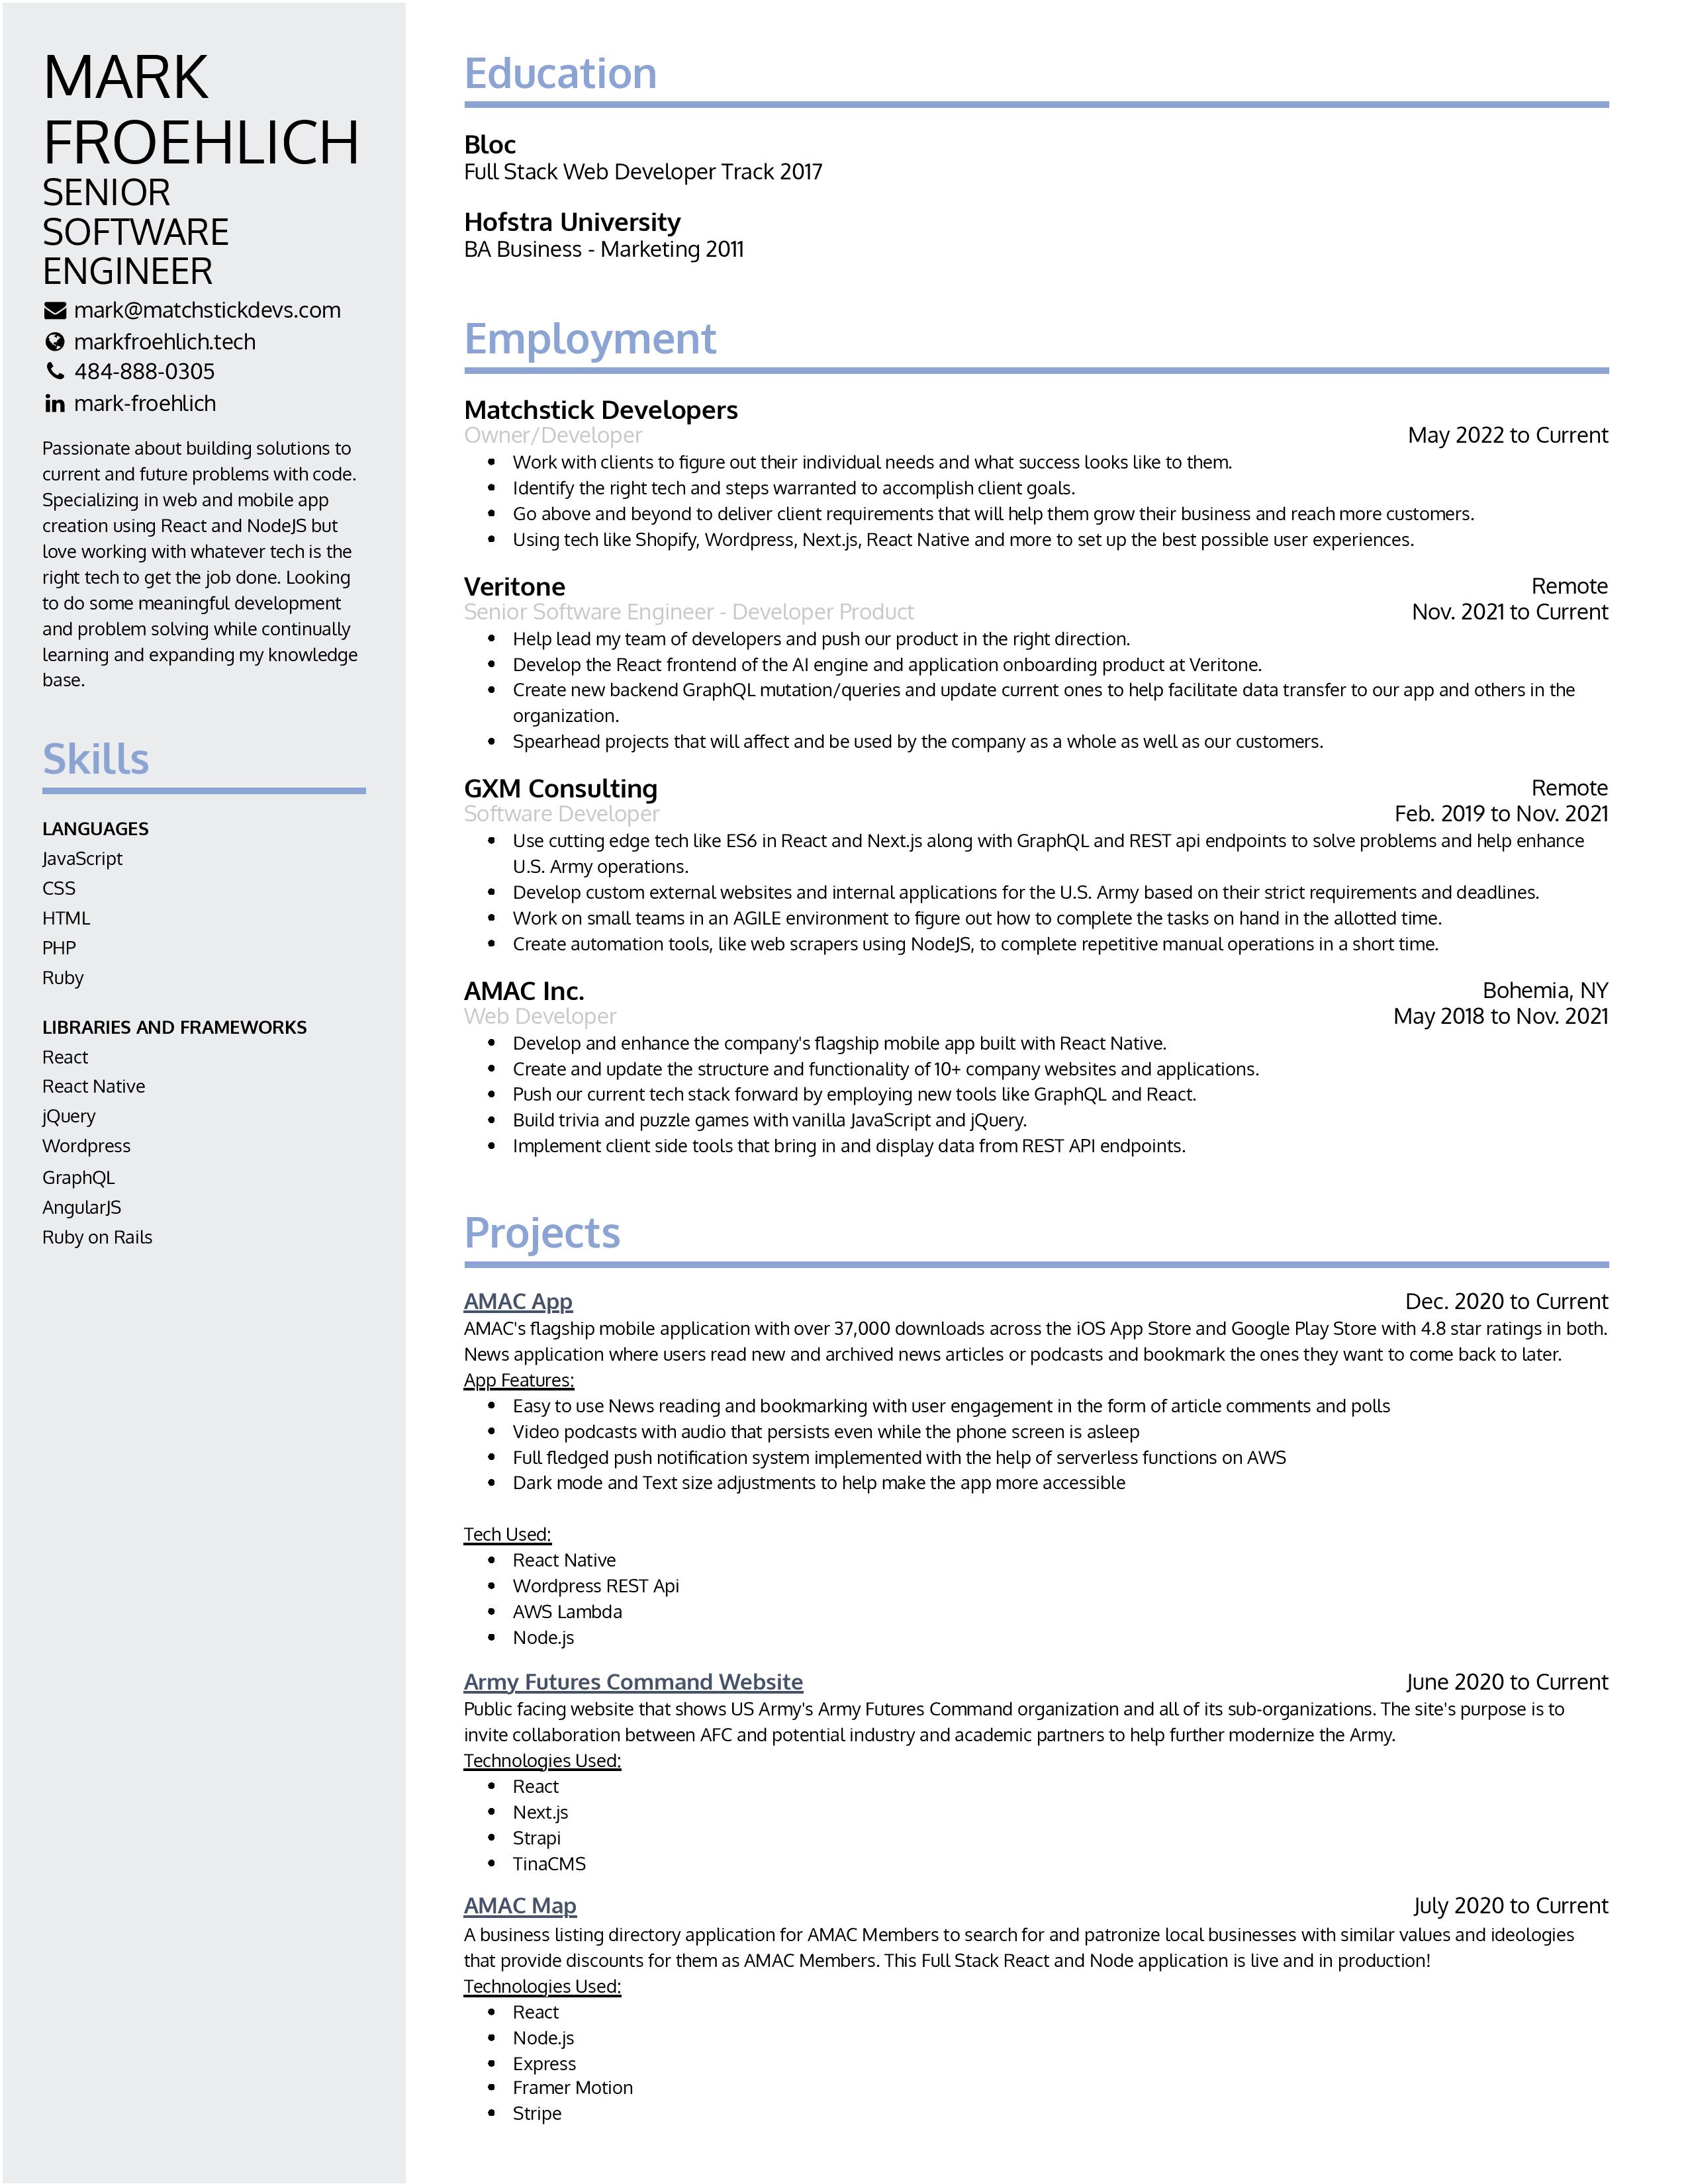 MARK
FROEHLICH
SENIOR
SOFTWARE
ENGINEER
mark@matchstickdevs.com
markfroehlich.tech
484-888-0305
mark-froehlich
Passionate about building solutions to
current and future problems with code.
Specializing in web and mobile app
creation using React and NodeJS but
love working with whatever tech is the
right tech to get the job done. Looking
to do some meaningful development
and problem solving while continually
learning and expanding my knowledge
base.
Skills
LANGUAGES
JavaScript
CSS
HTML
PHP
Ruby
LIBRARIES AND FRAMEWORKS
React
React Native
jQuery
Wordpress
GraphQL
AngularJS
Ruby on Rails
Education
Bloc
Full Stack Web Developer Track 2017
Hofstra University
BA Business - Marketing 2011
Employment
Matchstick Developers
Owner/Developer May 2022 to Current
• Work with clients to figure out their individual needs and what success looks like to them.
• Identify the right tech and steps warranted to accomplish client goals.
• Go above and beyond to deliver client requirements that will help them grow their business and reach more customers.
• Using tech like Shopify, Wordpress, Next.js, React Native and more to set up the best possible user experiences.
Veritone Remote
Senior Software Engineer - Developer Product Nov. 2021 to Current
• Help lead my team of developers and push our product in the right direction.
• Develop the React frontend of the AI engine and application onboarding product at Veritone.
• Create new backend GraphQL mutation/queries and update current ones to help facilitate data transfer to our app and others in the
organization.
• Spearhead projects that will affect and be used by the company as a whole as well as our customers.
GXM Consulting Remote
Software Developer Feb. 2019 to Nov. 2021
• Use cutting edge tech like ES6 in React and Next.js along with GraphQL and REST api endpoints to solve problems and help enhance
U.S. Army operations.
• Develop custom external websites and internal applications for the U.S. Army based on their strict requirements and deadlines.
• Work on small teams in an AGILE environment to figure out how to complete the tasks on hand in the allotted time.
• Create automation tools, like web scrapers using NodeJS, to complete repetitive manual operations in a short time.
AMAC Inc. Bohemia, NY
Web Developer May 2018 to Nov. 2021
• Develop and enhance the company's flagship mobile app built with React Native.
• Create and update the structure and functionality of 10+ company websites and applications.
• Push our current tech stack forward by employing new tools like GraphQL and React.
• Build trivia and puzzle games with vanilla JavaScript and jQuery.
• Implement client side tools that bring in and display data from REST API endpoints.
Projects
AMAC App Dec. 2020 to Current
AMAC's flagship mobile application with over 37,000 downloads across the iOS App Store and Google Play Store with 4.8 star ratings in both.
News application where users read new and archived news articles or podcasts and bookmark the ones they want to come back to later.
App Features:
• Easy to use News reading and bookmarking with user engagement in the form of article comments and polls
• Video podcasts with audio that persists even while the phone screen is asleep
• Full fledged push notification system implemented with the help of serverless functions on AWS
• Dark mode and Text size adjustments to help make the app more accessible
Tech Used:
• React Native
• Wordpress REST Api
• AWS Lambda
• Node.js
Army Futures Command Website June 2020 to Current
Public facing website that shows US Army's Army Futures Command organization and all of its sub-organizations. The site's purpose is to
invite collaboration between AFC and potential industry and academic partners to help further modernize the Army.
Technologies Used:
• React
• Next.js
• Strapi
• TinaCMS
AMAC Map July 2020 to Current
A business listing directory application for AMAC Members to search for and patronize local businesses with similar values and ideologies
that provide discounts for them as AMAC Members. This Full Stack React and Node application is live and in production!
Technologies Used:
• React
• Node.js
• Express
• Framer Motion
• Stripe